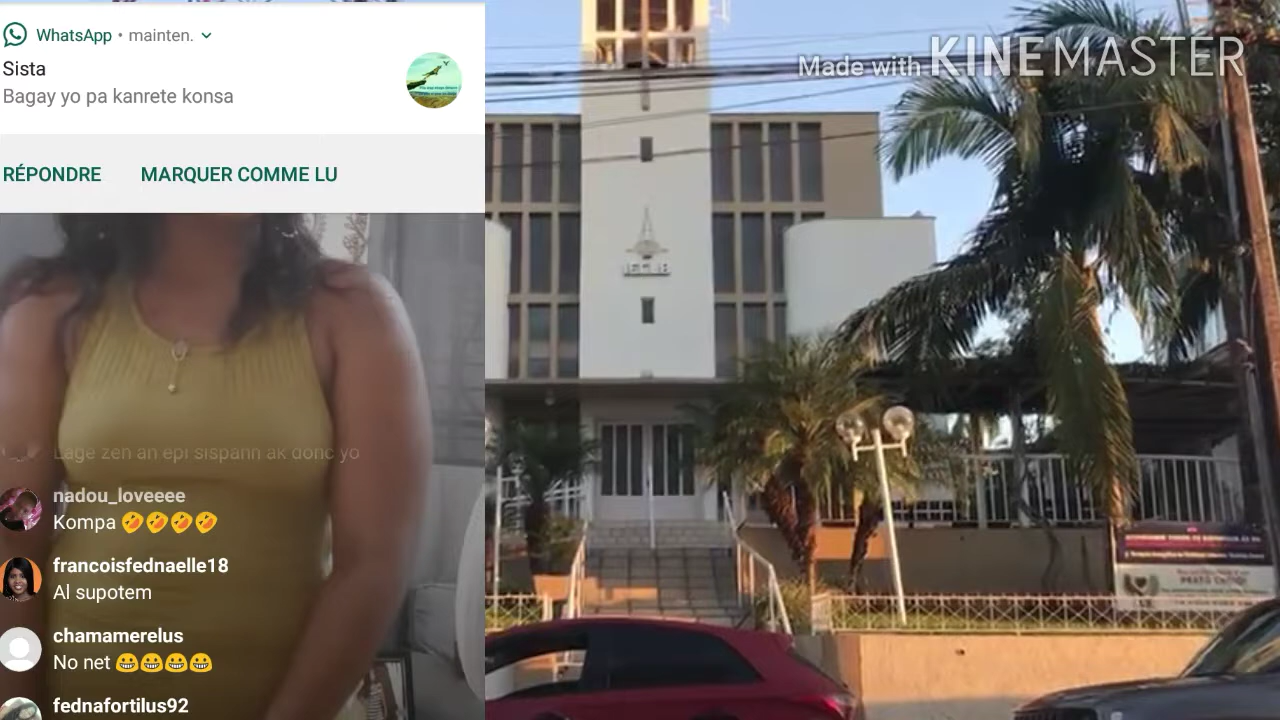 WhatsApp • mainten.
Sista
Bagay yo pa kanrete konsa
RÉPONDRE MARQUER COMME LU
Lage zen an epi sispann ak donc yo
nadou_loveeee
Kompa 🤣🤣🤣🤣
francoisfednaelle18
Al supotem
chamamerelus
No net 😀😀😀😀
fednafortilus92
Made with KINEMASTER
IECLB